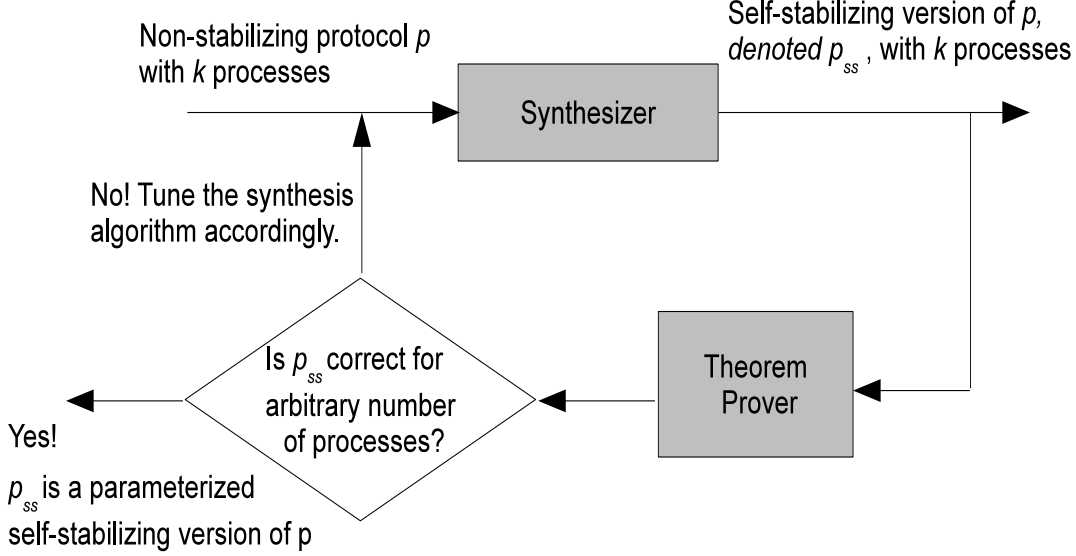 Non-stabilizing protocol p
with k processes
Synthesizer
Self-stabilizing version of p,
denoted pss , with k processes
No! Tune the synthesis
algorithm accordingly.
Is pss correct for
arbitrary number
of processes?
Theorem
Prover
Yes!
pss is a parameterized
self-stabilizing version of p